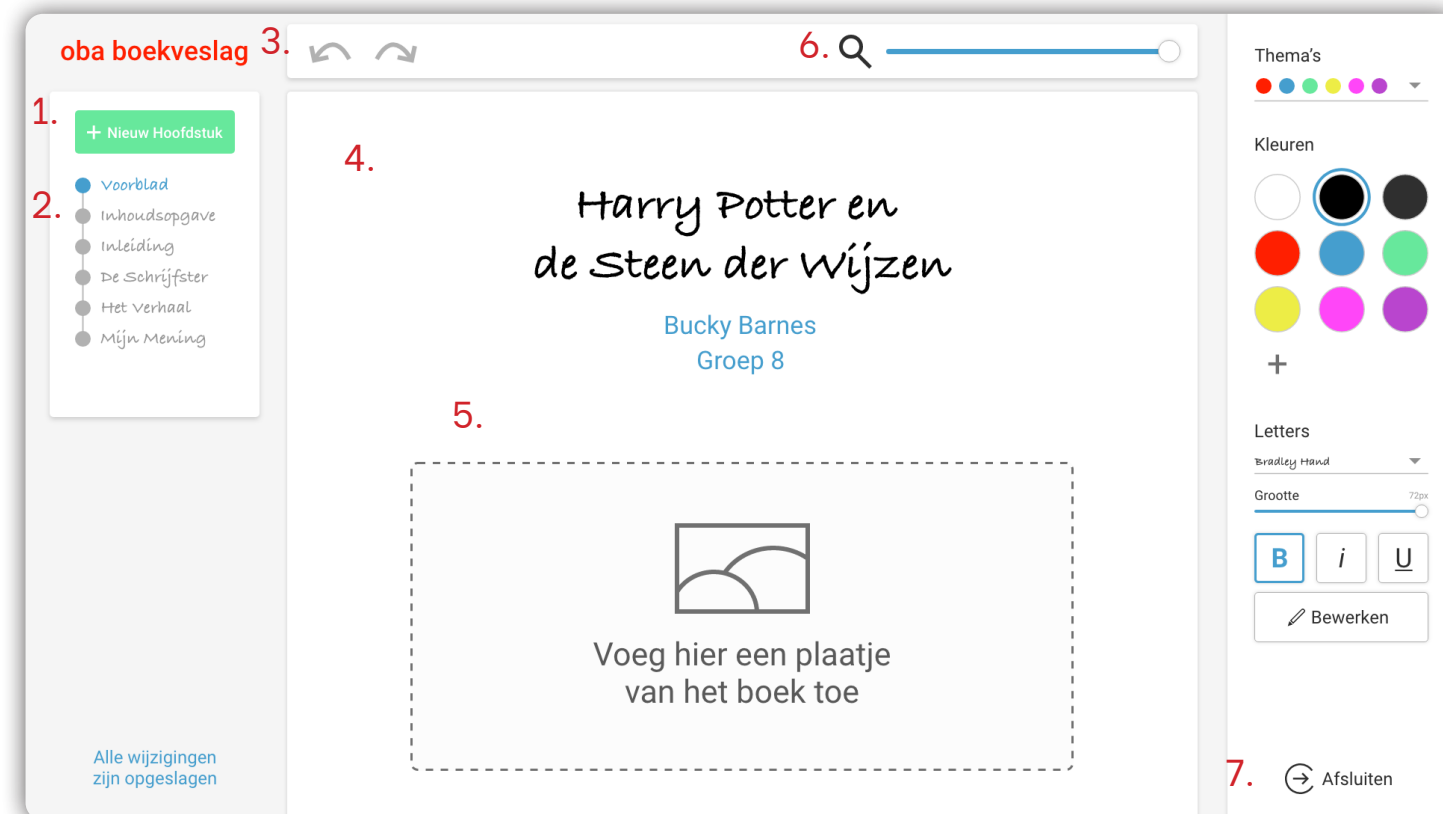 oba boekveslag
1.
+ Nieuw Hoofdstuk
2.
Voorblad
Inhoudsopgave
Inleiding
De Schrijfster
Het Verhaal
Mijn Mening
Alle wijzigingen
zijn opgeslagen
3.
6.
4.
Harry Potter en
de Steen der Wijzen
Bucky Barnes
Groep 8
5.
Voeg hier een plaatje
van het boek toe
Thema's
Kleuren
+
Letters
Bradley Hand
Grootte 72px
B i U
Bewerken
7.
Afsluiten